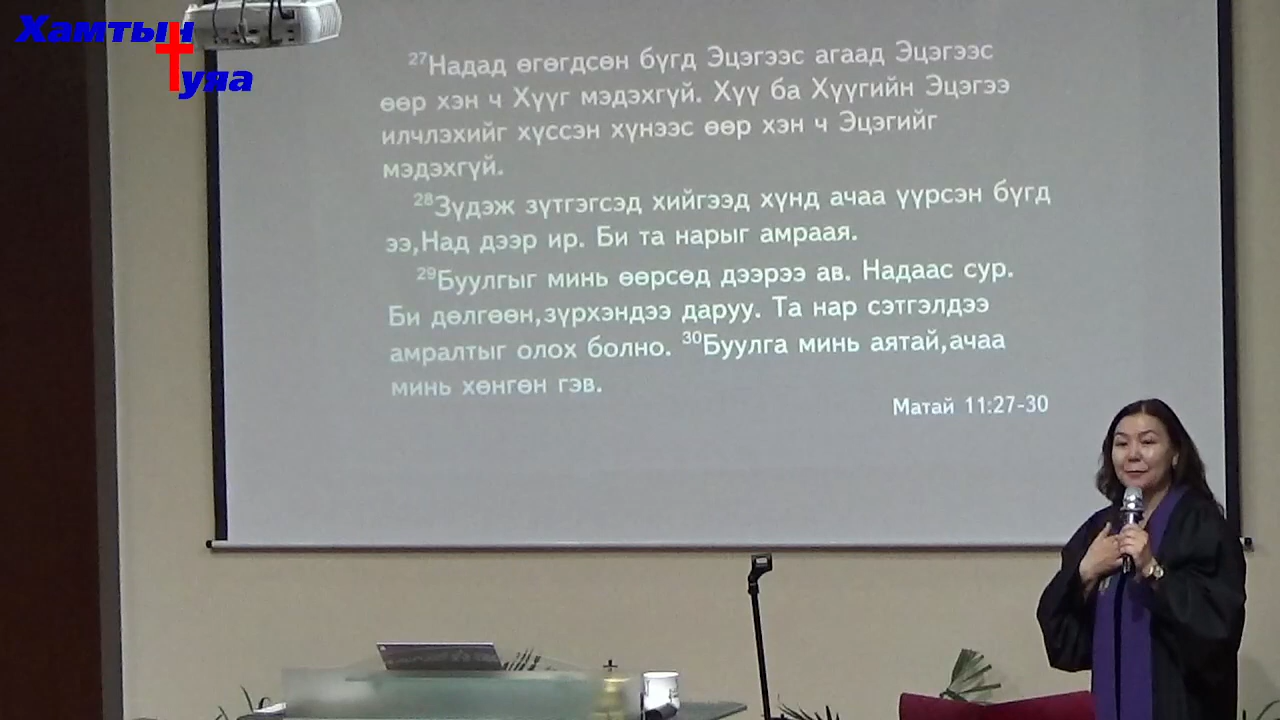 Хамтын
Туяа
27Надад өгөгдсөн бүгд Эцэгээс агаад Эцэгээс
өөр хэн ч Хүүг мэдэхгүй. Хүү ба Хүүгийн Эцэгээ
илчлэхийг хүссэн хүнээс өөр хэн ч Эцэгийг
мэдэхгүй.
28Зүдэж зүтгэгсэд хийгээд хүнд ачаа үүрсэн бүгд
ээ,Над дээр ир. Би та нарыг амраая.
29Буулгыг минь өөрсөд дээрээ ав. Надаас сур.
Би дөлгөөн,зүрхэндээ даруу. Та нар сэтгэлдээ
амралтыг олох болно. 30Буулга минь аятай,ачаа
минь хөнгөн гэв.
Матай 11:27-30